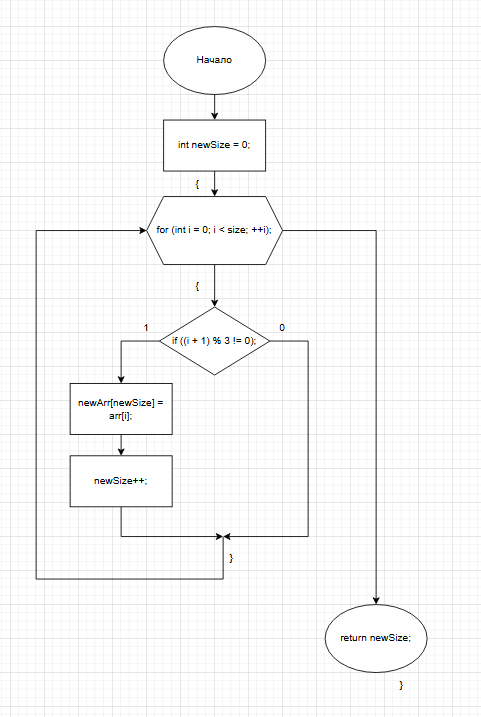 Начало
int newSize = 0;
{
for (int i = 0; i < size; ++i);
{
1
0
if ((i + 1) % 3 != 0);
newArr[newSize] =
arr[i];
newSize++;
}
return newSize;
}